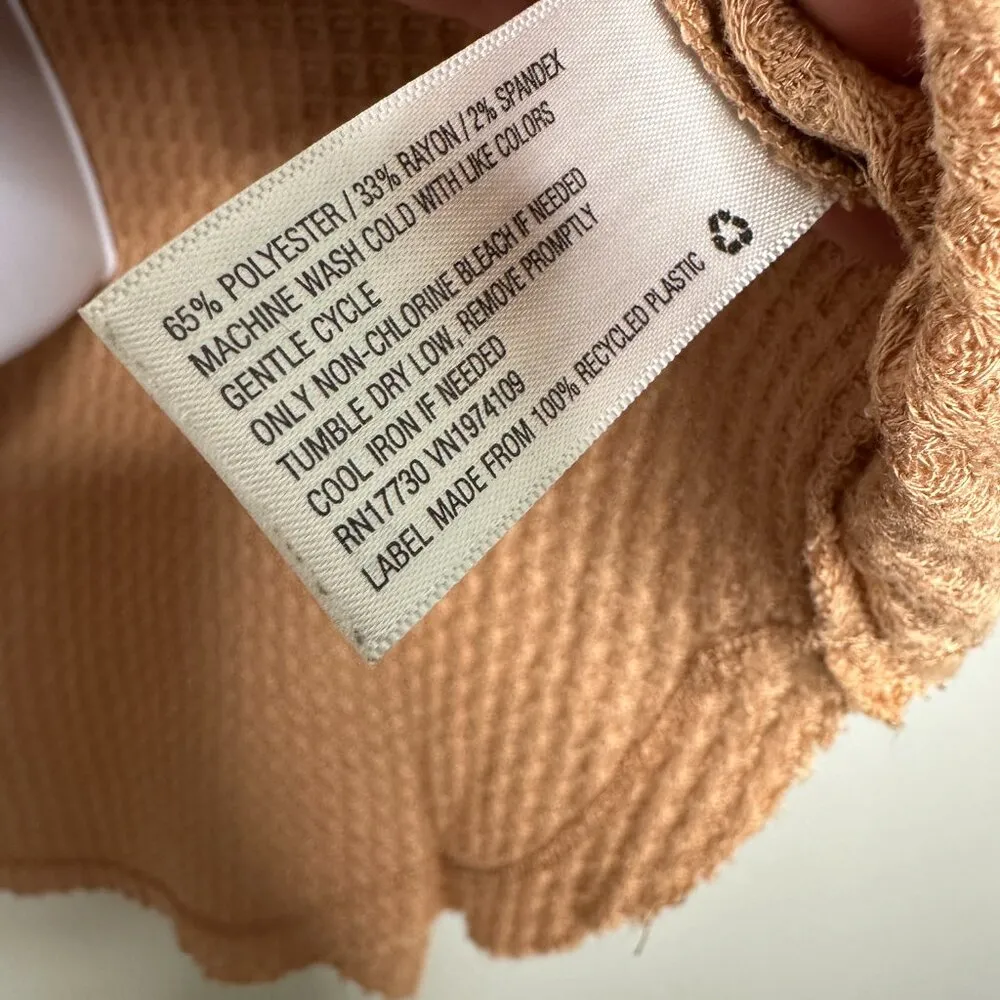 65% POLYESTER / 33% RAYON / 2% SPANDEX
MACHINE WASH COLD WITH LIKE COLORS
GENTLE CYCLE
ONLY NON-CHLORINE BLEACH IF NEEDED
TUMBLE DRY LOW, REMOVE PROMPTLY
COOL IRON IF NEEDED
RN17730 VN1974109
LABEL MADE FROM 100% RECYCLED PLASTIC